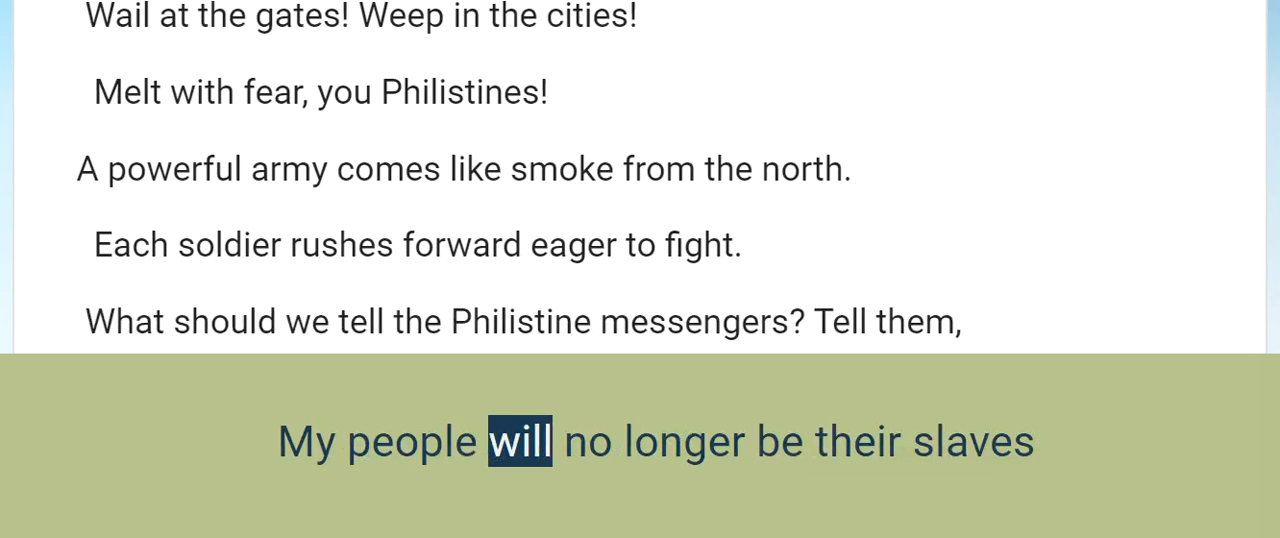 Wail at the gates! Weep in the cities!
Melt with fear, you Philistines!
A powerful army comes like smoke from the north.
Each soldier rushes forward eager to fight.
What should we tell the Philistine messengers? Tell them,
My people will no longer be their slaves